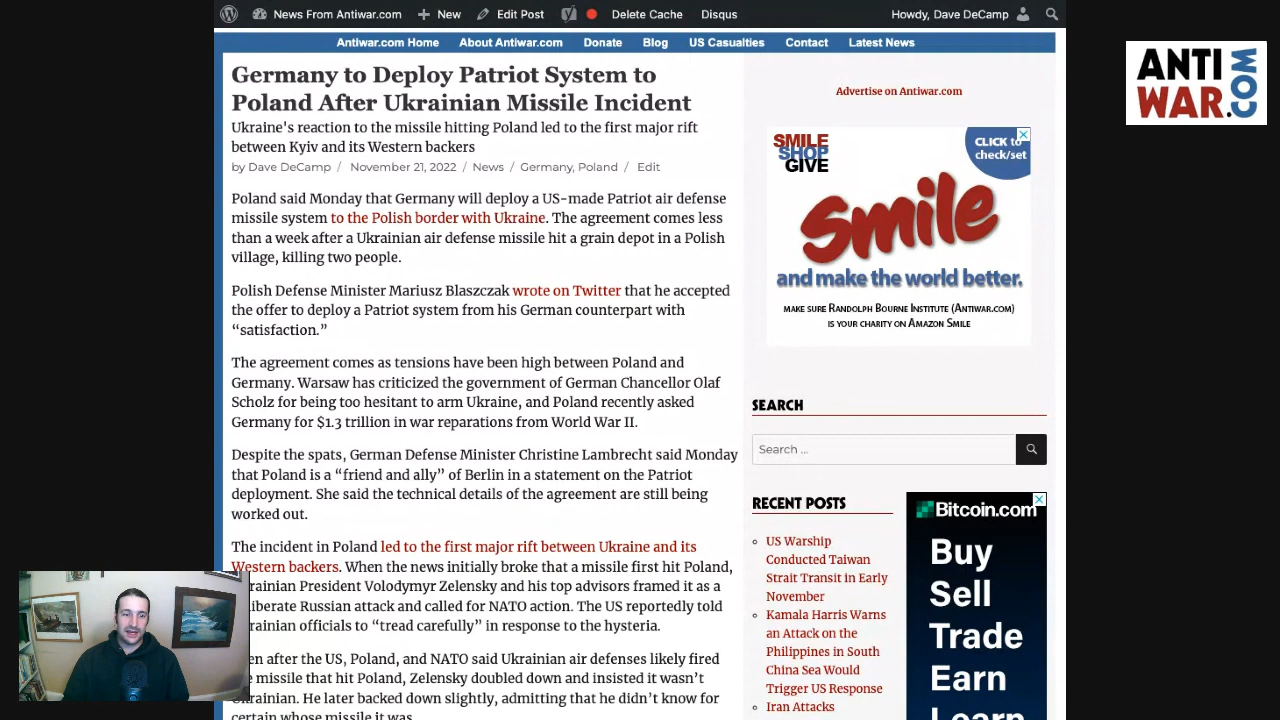 News From Antiwar.com New Edit Post Delete Cache Disqus Howdy, Dave DeCamp
Antiwar.com Home About Antiwar.com Donate Blog US Casualties Contact Latest News
Germany to Deploy Patriot System to
Poland After Ukrainian Missile Incident
Ukraine's reaction to the missile hitting Poland led to the first major rift
between Kyiv and its Western backers
by Dave DeCamp / November 21, 2022 / News / Germany, Poland / Edit
Poland said Monday that Germany will deploy a US-made Patriot air defense
missile system to the Polish border with Ukraine. The agreement comes less
than a week after a Ukrainian air defense missile hit a grain depot in a Polish
village, killing two people.
Polish Defense Minister Mariusz Blaszczak wrote on Twitter that he accepted
the offer to deploy a Patriot system from his German counterpart with
“satisfaction.”
The agreement comes as tensions have been high between Poland and
Germany. Warsaw has criticized the government of German Chancellor Olaf
Scholz for being too hesitant to arm Ukraine, and Poland recently asked
Germany for $1.3 trillion in war reparations from World War II.
Despite the spats, German Defense Minister Christine Lambrecht said Monday
that Poland is a “friend and ally” of Berlin in a statement on the Patriot
deployment. She said the technical details of the agreement are still being
worked out.
The incident in Poland led to the first major rift between Ukraine and its
Western backers. When the news initially broke that a missile first hit Poland,
rainian President Volodymyr Zelensky and his top advisors framed it as a
liberate Russian attack and called for NATO action. The US reportedly told
rainian officials to “tread carefully” in response to the hysteria.
en after the US, Poland, and NATO said Ukrainian air defenses likely fired
e missile that hit Poland, Zelensky doubled down and insisted it wasn’t
rainian. He later backed down slightly, admitting that he didn’t know for
certain whose missile it was.
Advertise on Antiwar.com
SMILE
SHOP
GIVE
CLICK to
check/set
Smile
and make the world better.
MAKE SURE RANDOLPH BOURNE INSTITUTE (ANTIWAR.COM)
IS YOUR CHARITY ON AMAZON SMILE
SEARCH
Search …
RECENT POSTS
US Warship
Conducted Taiwan
Strait Transit in Early
November
Kamala Harris Warns
an Attack on the
Philippines in South
China Sea Would
Trigger US Response
Iran Attacks
Bitcoin.com
Buy
Sell
Trade
Earn
Learn
ANTI
WAR.COM